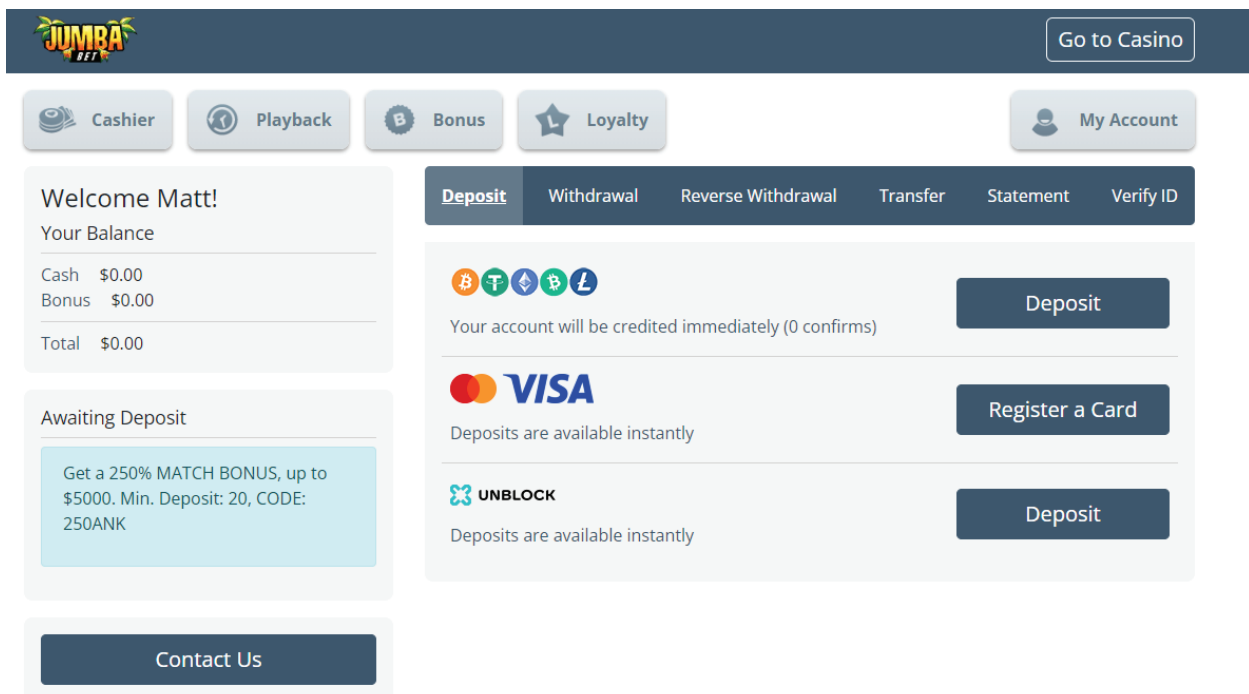 JUMBA
BET
Go to Casino
Cashier
Playback
Bonus
Loyalty
My Account
Welcome Matt!
Your Balance
Cash $0.00
Bonus $0.00
Total $0.00
Awaiting Deposit
Get a 250% MATCH BONUS, up to
$5000. Min. Deposit: 20, CODE:
250ANK
Contact Us
Deposit Withdrawal Reverse Withdrawal Transfer Statement Verify ID
Your account will be credited immediately (0 confirms)
Deposit
VISA
Deposits are available instantly
Register a Card
UNBLOCK
Deposits are available instantly
Deposit